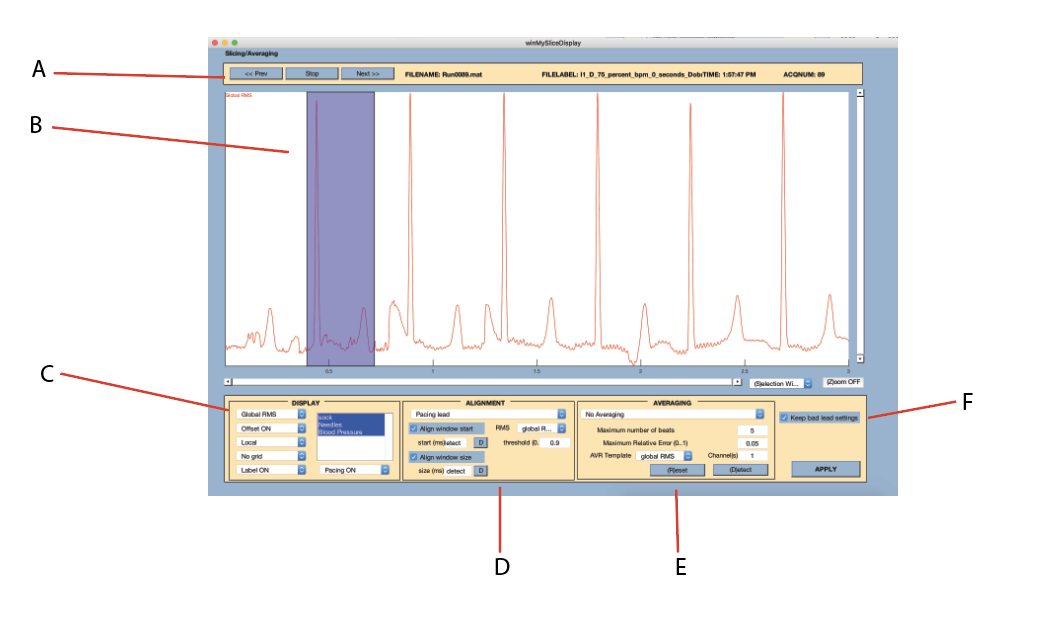 winMySliceDisplay
Slicing/Averaging
A
<< Prev Stop Next >> FILENAME: Run0089.mat FILELABEL: I1_D_75_percent_bpm_0_seconds_Dob:TIME: 1:57:47 PM ACQNUM: 89
Global RMS
B
0.5 1 1.5 2 2.5 3
(S)election Wi... (Z)oom OFF
C
DISPLAY ALIGNMENT AVERAGING
F
Global RMS sock Pacing lead No Averaging Keep bad lead settings
Offset ON Needles Align window start RMS global R... Maximum number of beats 5
Blood Pressure
Local start (ms) detect D threshold (0. 0.9 Maximum Relative Error (0..1) 0.05
No grid Align window size AVR Template global RMS Channel(s) 1
Label ON Pacing ON size (ms) detect D (R)eset (D)etect APPLY
D E